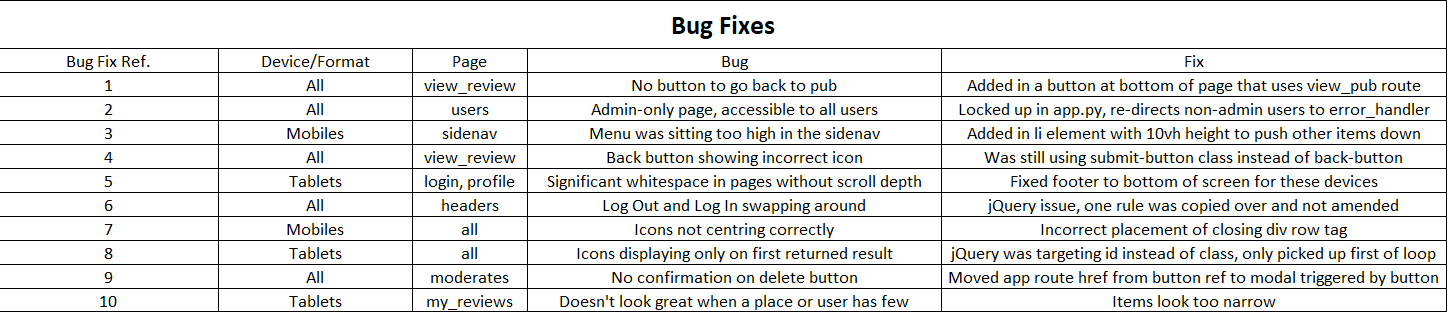 Bug Fixes
Bug Fix Ref. Device/Format Page Bug Fix
1 All view_review No button to go back to pub Added in a button at bottom of page that uses view_pub route
2 All users Admin-only page, accessible to all users Locked up in app.py, re-directs non-admin users to error_handler
3 Mobiles sidenav Menu was sitting too high in the sidenav Added in li element with 10vh height to push other items down
4 All view_review Back button showing incorrect icon Was still using submit-button class instead of back-button
5 Tablets login, profile Significant whitespace in pages without scroll depth Fixed footer to bottom of screen for these devices
6 All headers Log Out and Log In swapping around jQuery issue, one rule was copied over and not amended
7 Mobiles all Icons not centring correctly Incorrect placement of closing div row tag
8 Tablets all Icons displaying only on first returned result jQuery was targeting id instead of class, only picked up first of loop
9 All moderates No confirmation on delete button Moved app route href from button ref to modal triggered by button
10 Tablets my_reviews Doesn't look great when a place or user has few Items look too narrow